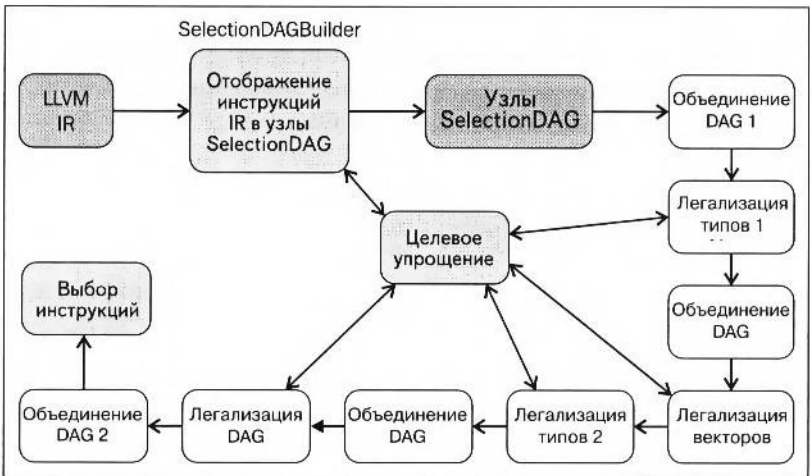 SelectionDAGBuilder
LLVM
IR
Отображение
инструкций
IR в узлы
SelectionDAG
Узлы
SelectionDAG
Объединение
DAG 1
Легализация
типов 1
Целевое
упрощение
Объединение
DAG
Выбор
инструкций
Объединение
DAG 2
Легализация
DAG
Объединение
DAG
Легализация
типов 2
Легализация
векторов